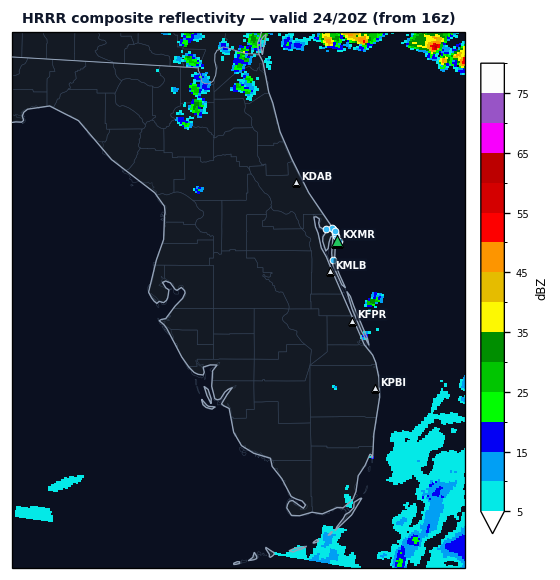 HRRR composite reflectivity — valid 24/20Z (from 16z)
KDAB
KXMR
KMLB
KFPR
KPBI
75
65
55
45
35
25
15
5
dBZ